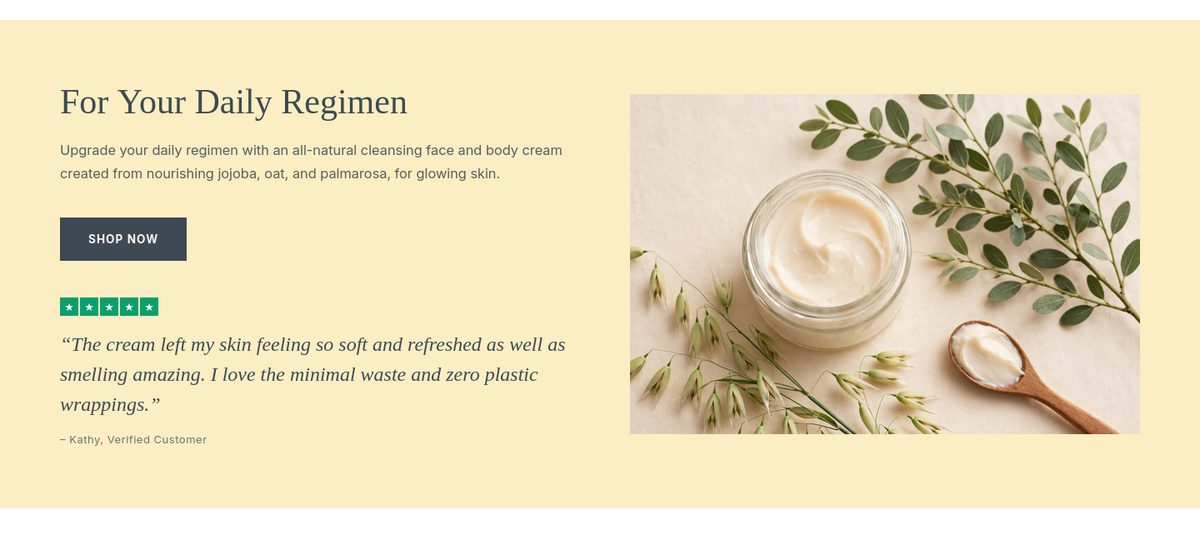 For Your Daily Regimen
Upgrade your daily regimen with an all-natural cleansing face and body cream
created from nourishing jojoba, oat, and palmarosa, for glowing skin.
SHOP NOW
“The cream left my skin feeling so soft and refreshed as well as
smelling amazing. I love the minimal waste and zero plastic
wrappings.”
– Kathy, Verified Customer